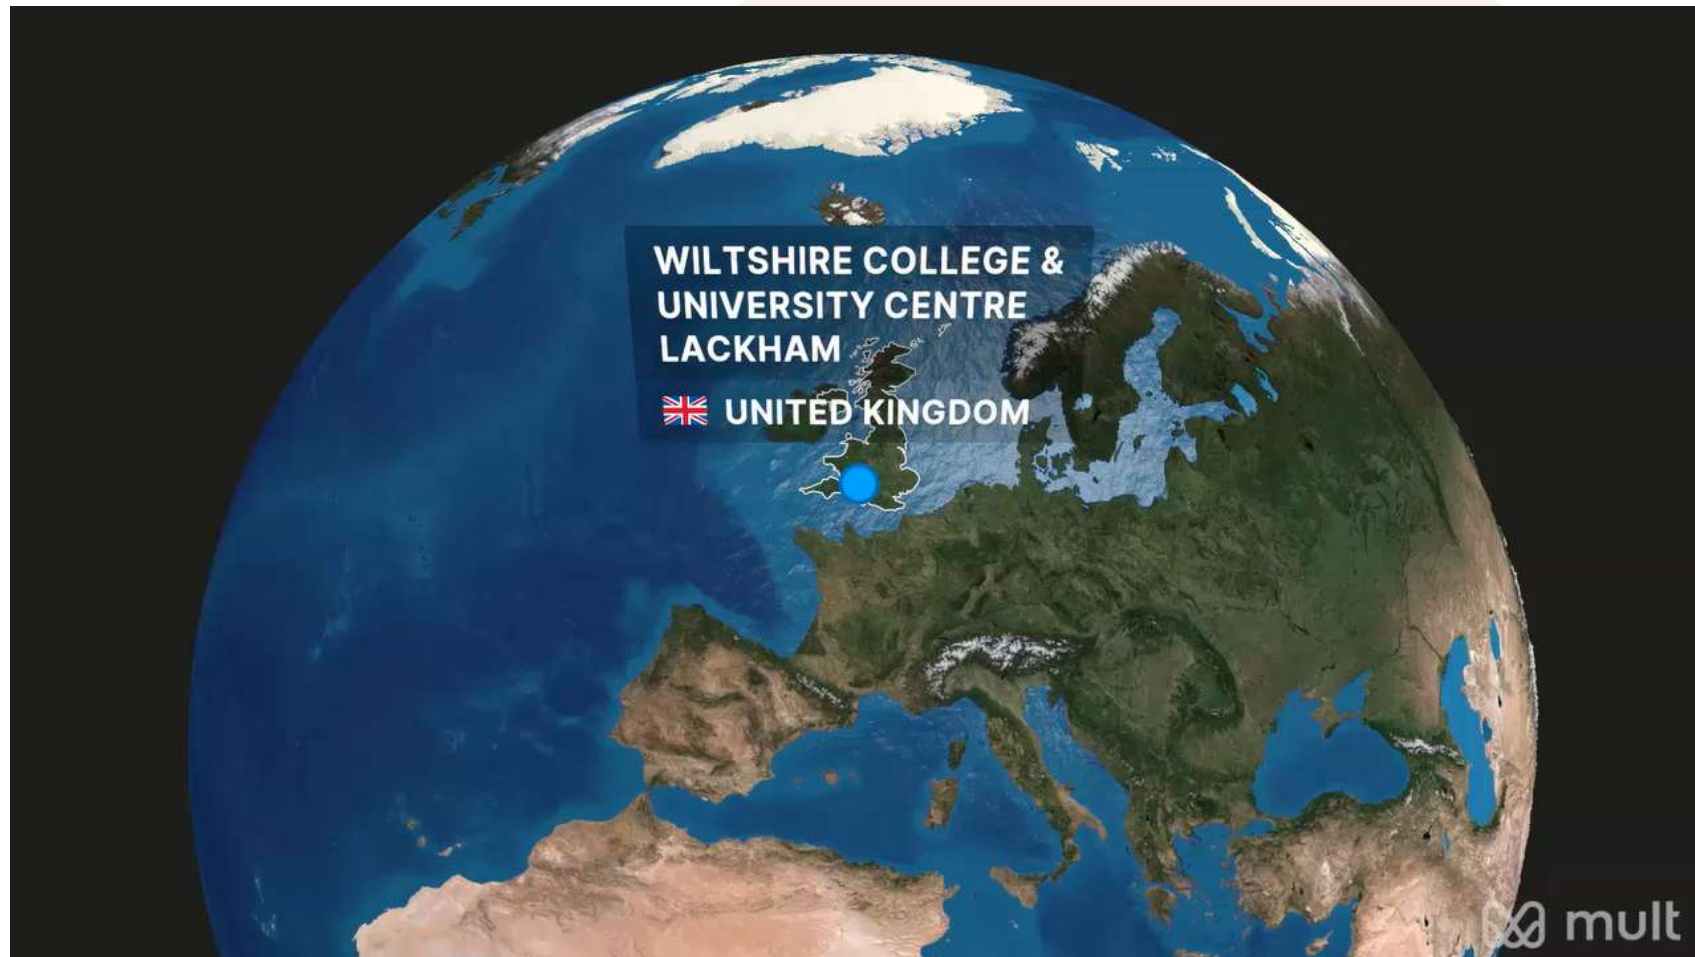 WILTSHIRE COLLEGE &
UNIVERSITY CENTRE
LACKHAM
UNITED KINGDOM
mult